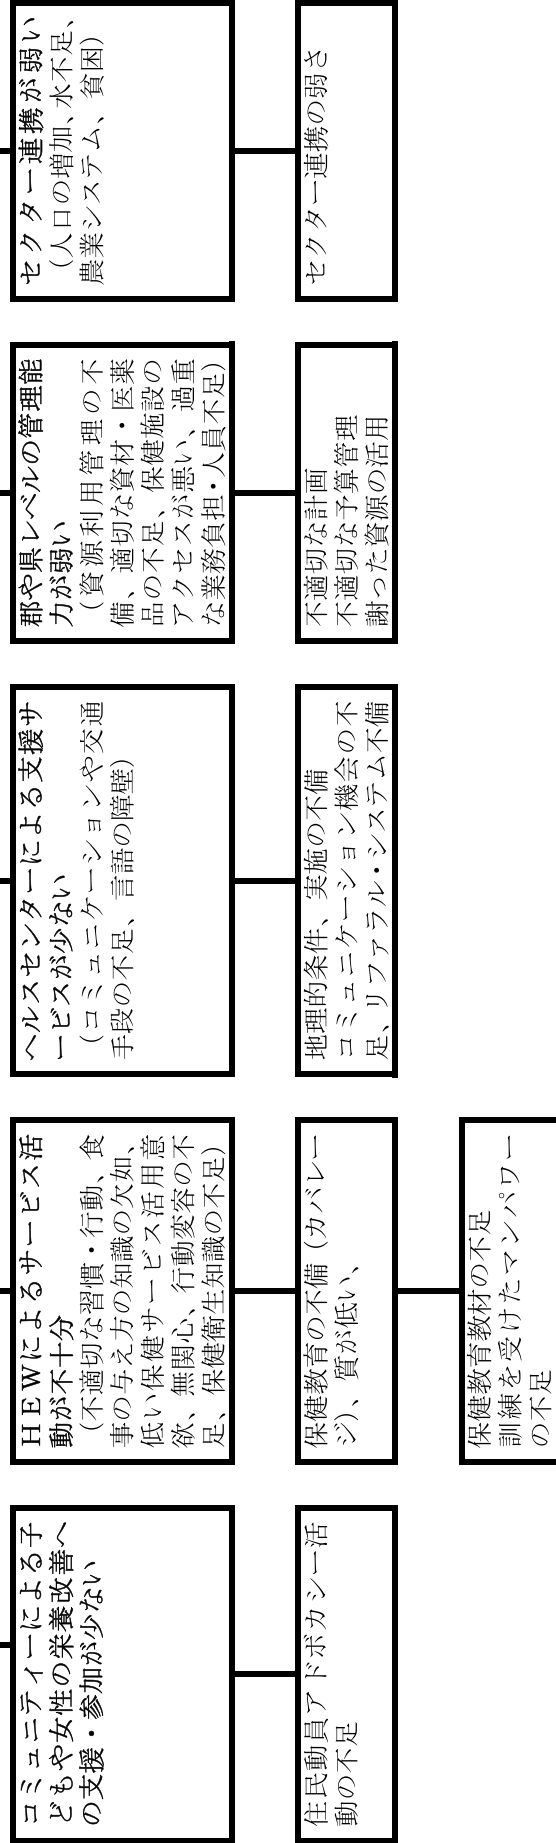 コミュニティーによる子
どもや女性の栄養改善へ
の支援・参加が少ない
住民動員アドボカシー活
動の不足
ＨＥＷによるサービス活
動が不十分
（不適切な習慣・行動、食
事の与え方の知識の欠如、
低い保健サービス活用意
欲、無関心、行動変容の不
足、保健衛生知識の不足）
保健教育の不備（カバレー
ジ）、質が低い、
保健教育教材の不足
訓練を受けたマンパワー
の不足
ヘルスセンターによる支援サ
ービスが少ない
（コミュニケーションや交通
手段の不足、言語の障壁）
地理的条件、実施の不備
コミュニケーション機会の不
足、リファラル・システム不備
郡や県レベルの管理能
力が弱い
（資源利用管理の不
備、適切な資材・医薬
品の不足、保健施設の
アクセスが悪い、過重
な業務負担・人員不足）
不適切な計画
不適切な予算管理
謝った資源の活用
セクター連携が弱い
（人口の増加、水不足、
農業システム、貧困）
セクター連携の弱さ